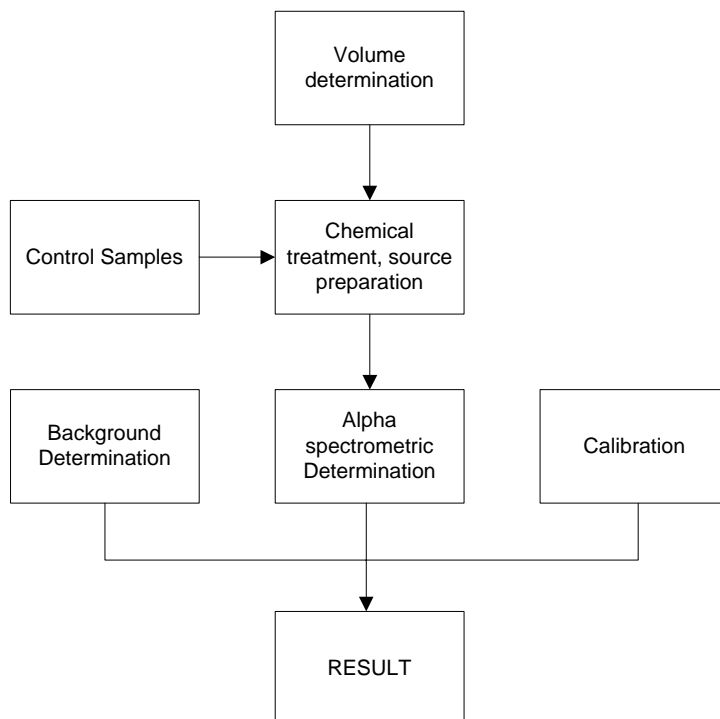 Volume
determination
Control Samples
Chemical
treatment, source
preparation
Background
Determination
Alpha
spectrometric
Determination
Calibration
RESULT